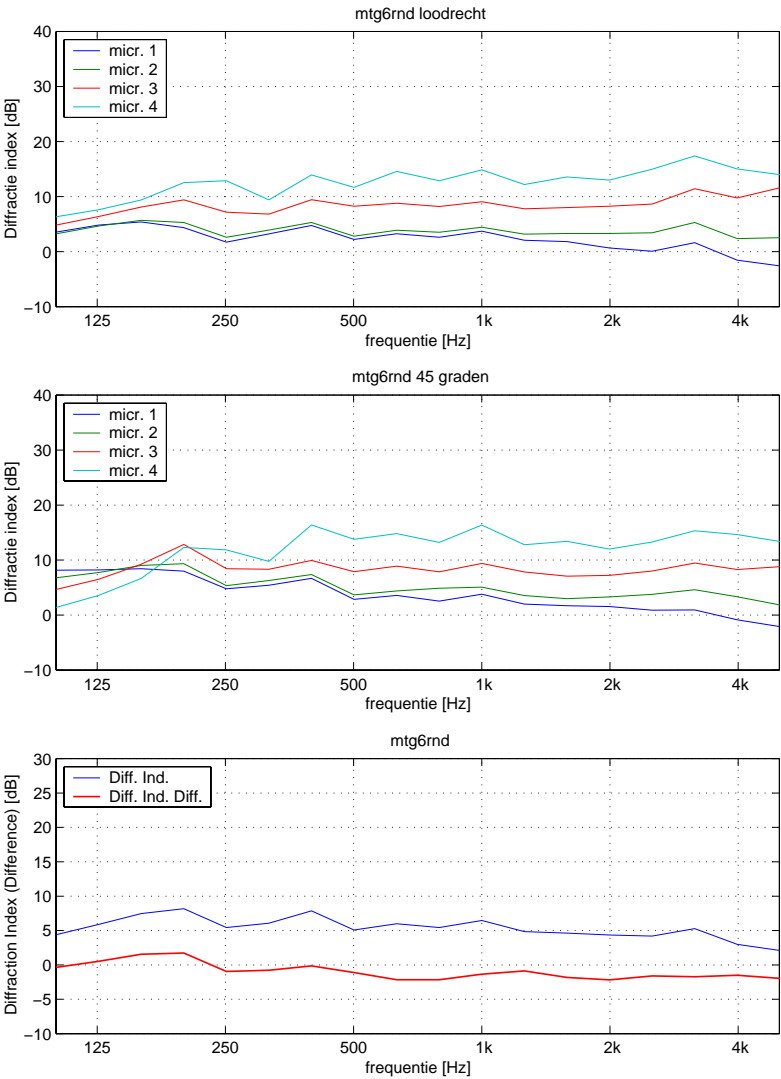 mtg6rnd loodrecht
Diffractie index [dB]
40
30
20
10
0
−10
micr. 1
micr. 2
micr. 3
micr. 4
125 250 500 1k 2k 4k
frequentie [Hz]
mtg6rnd 45 graden
Diffractie index [dB]
40
30
20
10
0
−10
micr. 1
micr. 2
micr. 3
micr. 4
125 250 500 1k 2k 4k
frequentie [Hz]
mtg6rnd
Diffraction Index (Difference) [dB]
30
25
20
15
10
5
0
−5
−10
Diff. Ind.
Diff. Ind. Diff.
125 250 500 1k 2k 4k
frequentie [Hz]